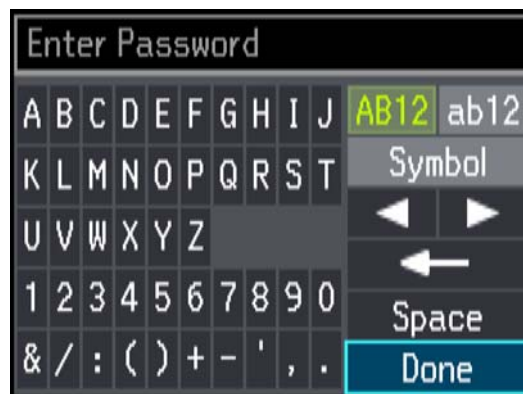 Enter Password
A B C D E F G H I J AB12 ab12
K L M N O P Q R S T Symbol
U V W X Y Z
1 2 3 4 5 6 7 8 9 0 Space
& / : ( ) + - ' , . Done